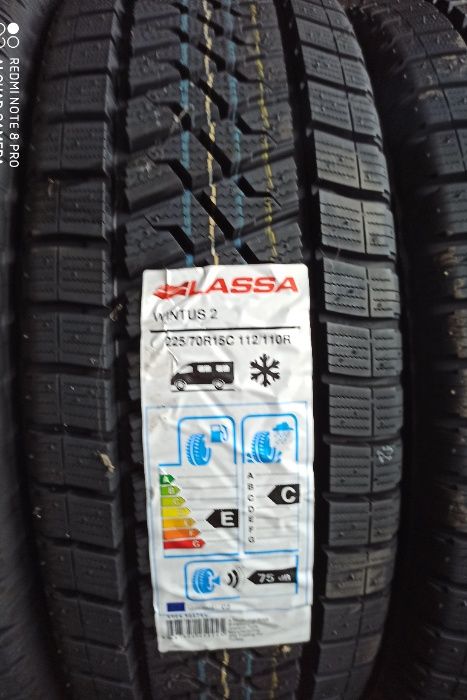 REDMI NOTE 8 PRO
LASSA
WINTUS 2
225/70R15C 112/110R
A
B
C
D
E
F
G
E
A
B
C
D
E
F
G
C
75 dB